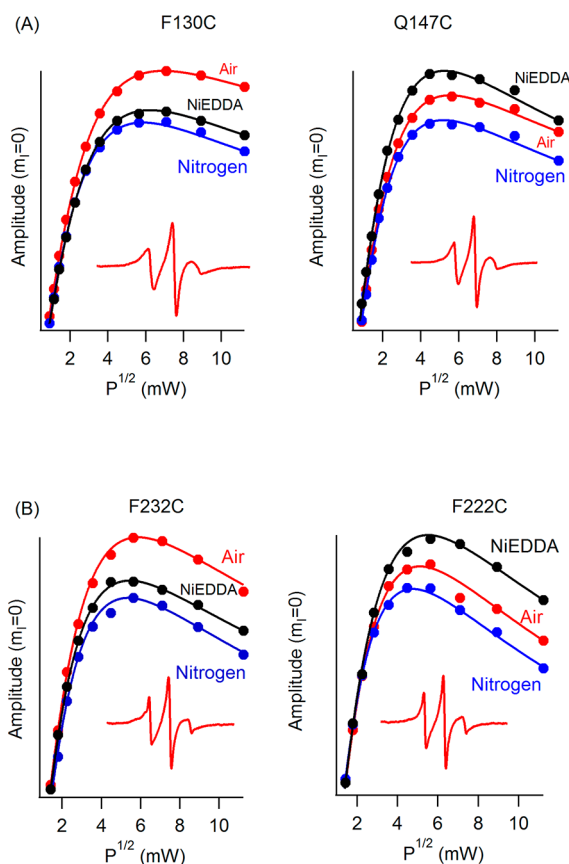 (A) F130C Q147C
Air
NiEDDA
Nitrogen
Amplitude (mI=0)
2 4 6 8 10
P1/2 (mW)
NiEDDA
Air
Nitrogen
Amplitude (mI=0)
2 4 6 8 10
P1/2 (mW)
(B) F232C F222C
Air
NiEDDA
Nitrogen
Amplitude (mI=0)
2 4 6 8 10
P1/2 (mW)
NiEDDA
Air
Nitrogen
Amplitude (mI=0)
2 4 6 8 10
P1/2 (mW)